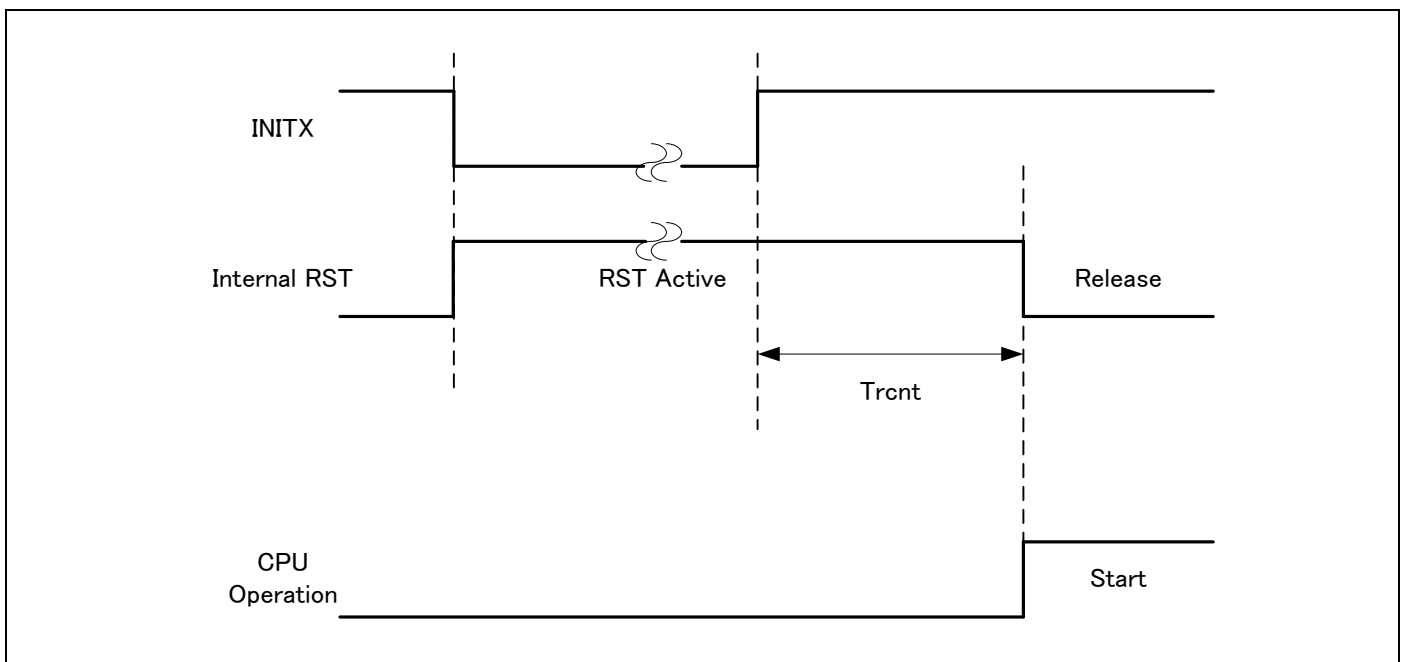 INITX
Internal RST
RST Active
Release
Trcnt
CPU
Operation
Start